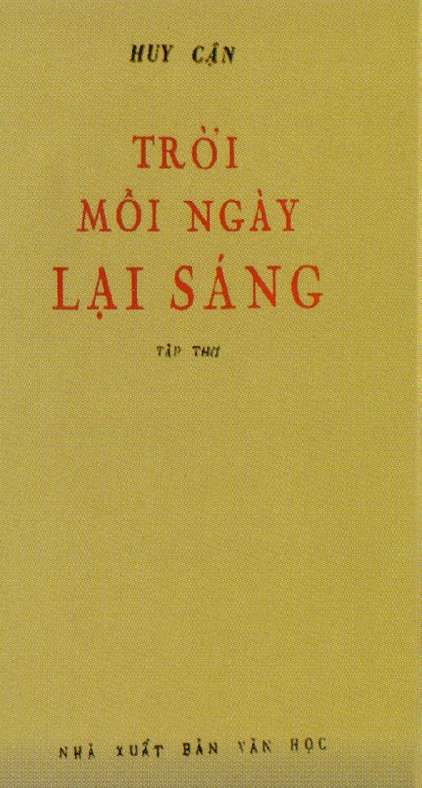 HUY CẬN
TRỜI
MỖI NGÀY
LẠI SÁNG
TẬP THƠ
NHÀ XUẤT BẢN VĂN HỌC